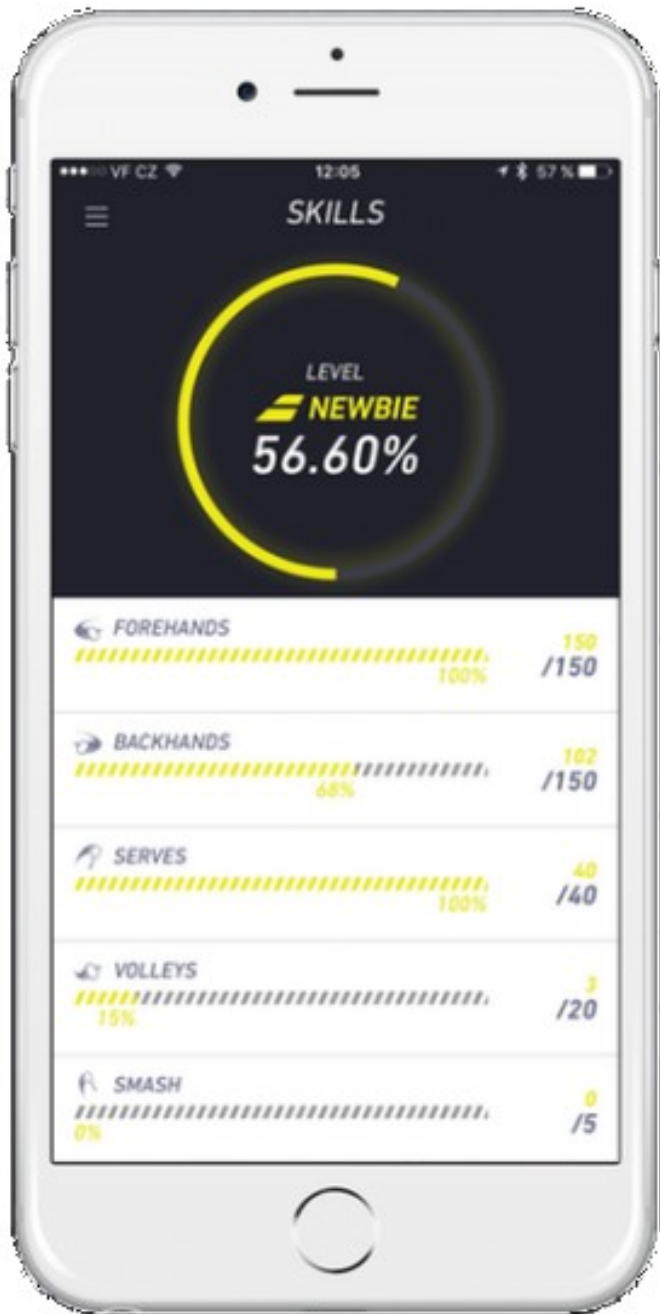 VF CZ 12:05 57 %
SKILLS
LEVEL
NEWBIE
56.60%
FOREHANDS
150
/150
100%
BACKHANDS
102
/150
68%
SERVES
40
/40
100%
VOLLEYS
3
/20
15%
SMASH
0
/5
0%